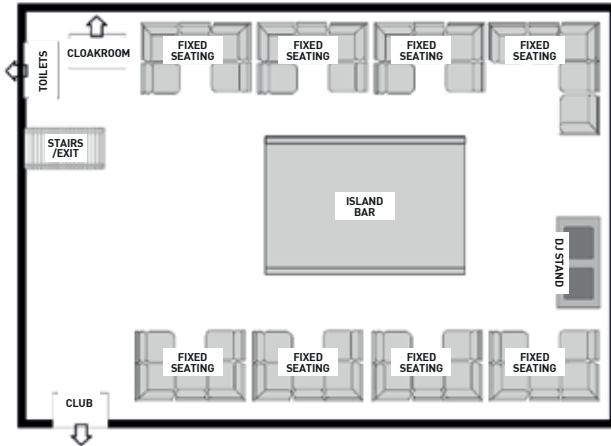 TOILETS
CLOAKROOM
FIXED
SEATING
FIXED
SEATING
FIXED
SEATING
FIXED
SEATING
STAIRS
/EXIT
ISLAND
BAR
DJ STAND
FIXED
SEATING
FIXED
SEATING
FIXED
SEATING
FIXED
SEATING
CLUB